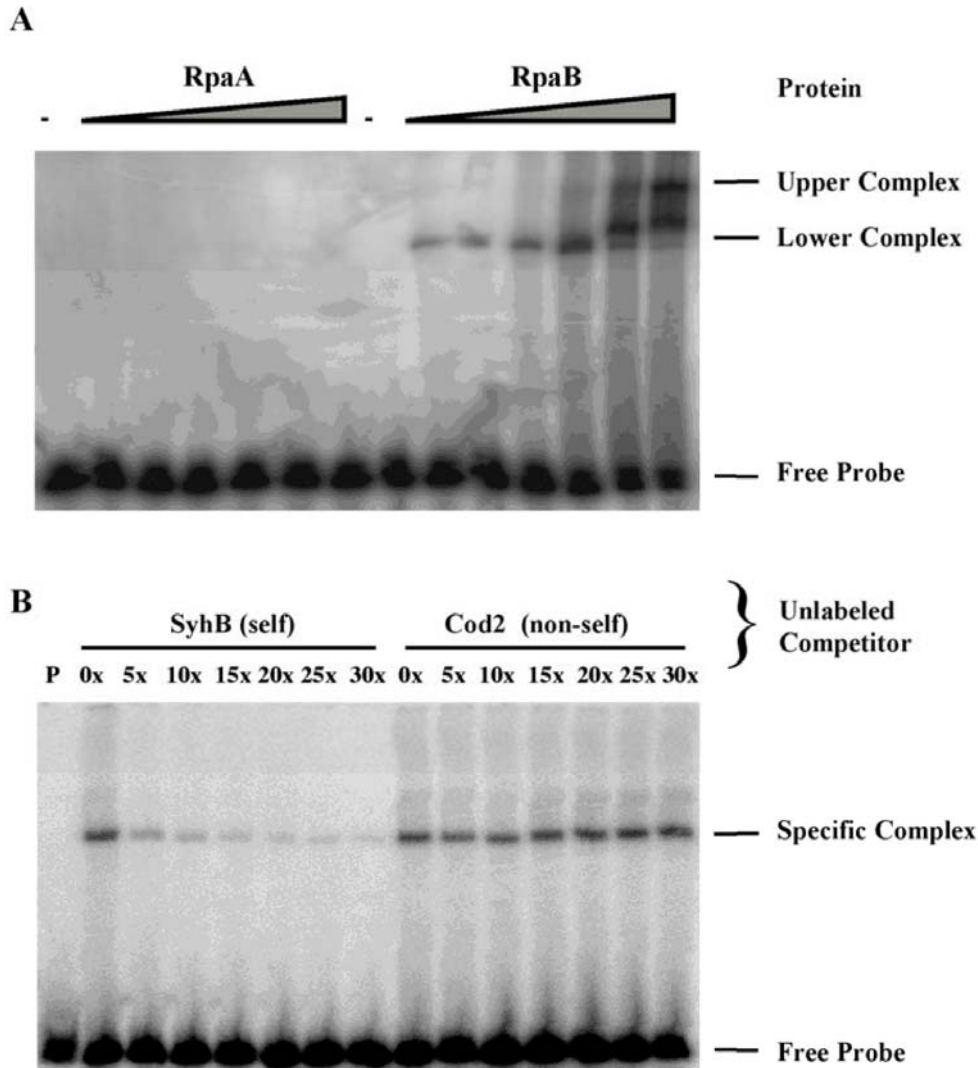 A
RpaA RpaB Protein
- -
Upper Complex
Lower Complex
Free Probe
B
SyhB (self) Cod2 (non-self) } Unlabeled
Competitor
P 0x 5x 10x 15x 20x 25x 30x 0x 5x 10x 15x 20x 25x 30x
Specific Complex
Free Probe